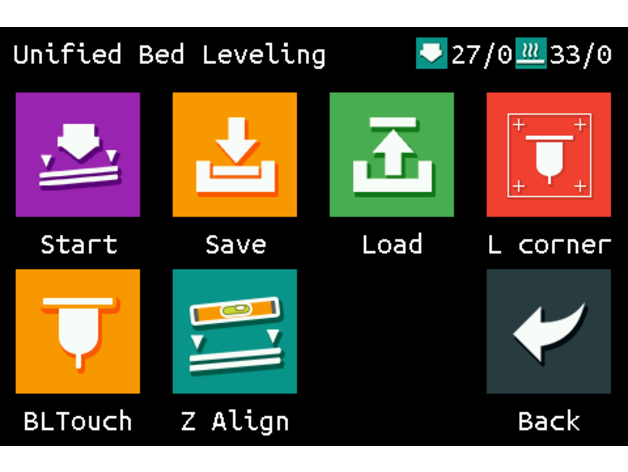 Unified Bed Leveling 27/0 33/0
Start Save Load L corner
BLTouch Z Align Back